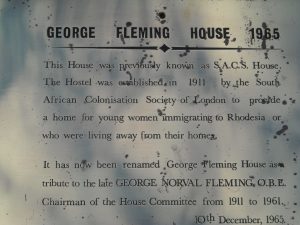 GEORGE FLEMING HOUSE 1965
This House was previously known as S.A.C.S. House.
The Hostel was established in 1911 by the South
African Colonisation Society of London to provide
a home for young women immigrating to Rhodesia or
who were living away from their homes.
It has now been renamed George Fleming House as a
tribute to the late GEORGE NORVAL FLEMING, O.B.E.
Chairman of the House Committee from 1911 to 1961.
10th December, 1965.